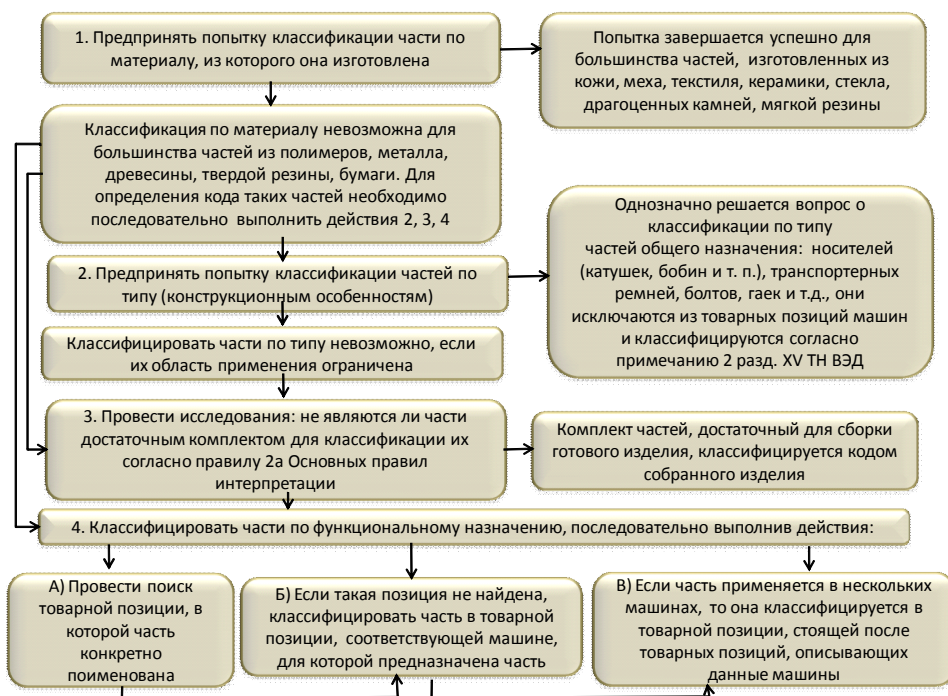 1. Предпринять попытку классификации части по
материалу, из которого она изготовлена
Попытка завершается успешно для
большинства частей, изготовленных из
кожи, меха, текстиля, керамики, стекла,
драгоценных камней, мягкой резины
Классификация по материалу невозможна для
большинства частей из полимеров, металла,
древесины, твердой резины, бумаги. Для
определения кода таких частей необходимо
последовательно выполнить действия 2, 3, 4
2. Предпринять попытку классификации частей по
типу (конструкционным особенностям)
Однозначно решается вопрос о
классификации по типу
частей общего назначения: носителей
(катушек, бобин и т. п.), транспортерных
ремней, болтов, гаек и т.д., они
исключаются из товарных позиций машин
и классифицируются согласно
примечанию 2 разд. XV ТН ВЭД
Классифицировать части по типу невозможно, если
их область применения ограничена
3. Провести исследования: не являются ли части
достаточным комплектом для классификации их
согласно правилу 2а Основных правил
интерпретации
Комплект частей, достаточный для сборки
готового изделия, классифицируется кодом
собранного изделия
4. Классифицировать части по функциональному назначению, последовательно выполнив действия:
А) Провести поиск
товарной позиции, в
которой часть
конкретно
поименована
Б) Если такая позиция не найдена,
классифицировать часть в товарной
позиции, соответствующей машине,
для которой предназначена часть
В) Если часть применяется в нескольких
машинах, то она классифицируется в
товарной позиции, стоящей после
товарных позиций, описывающих
данные машины